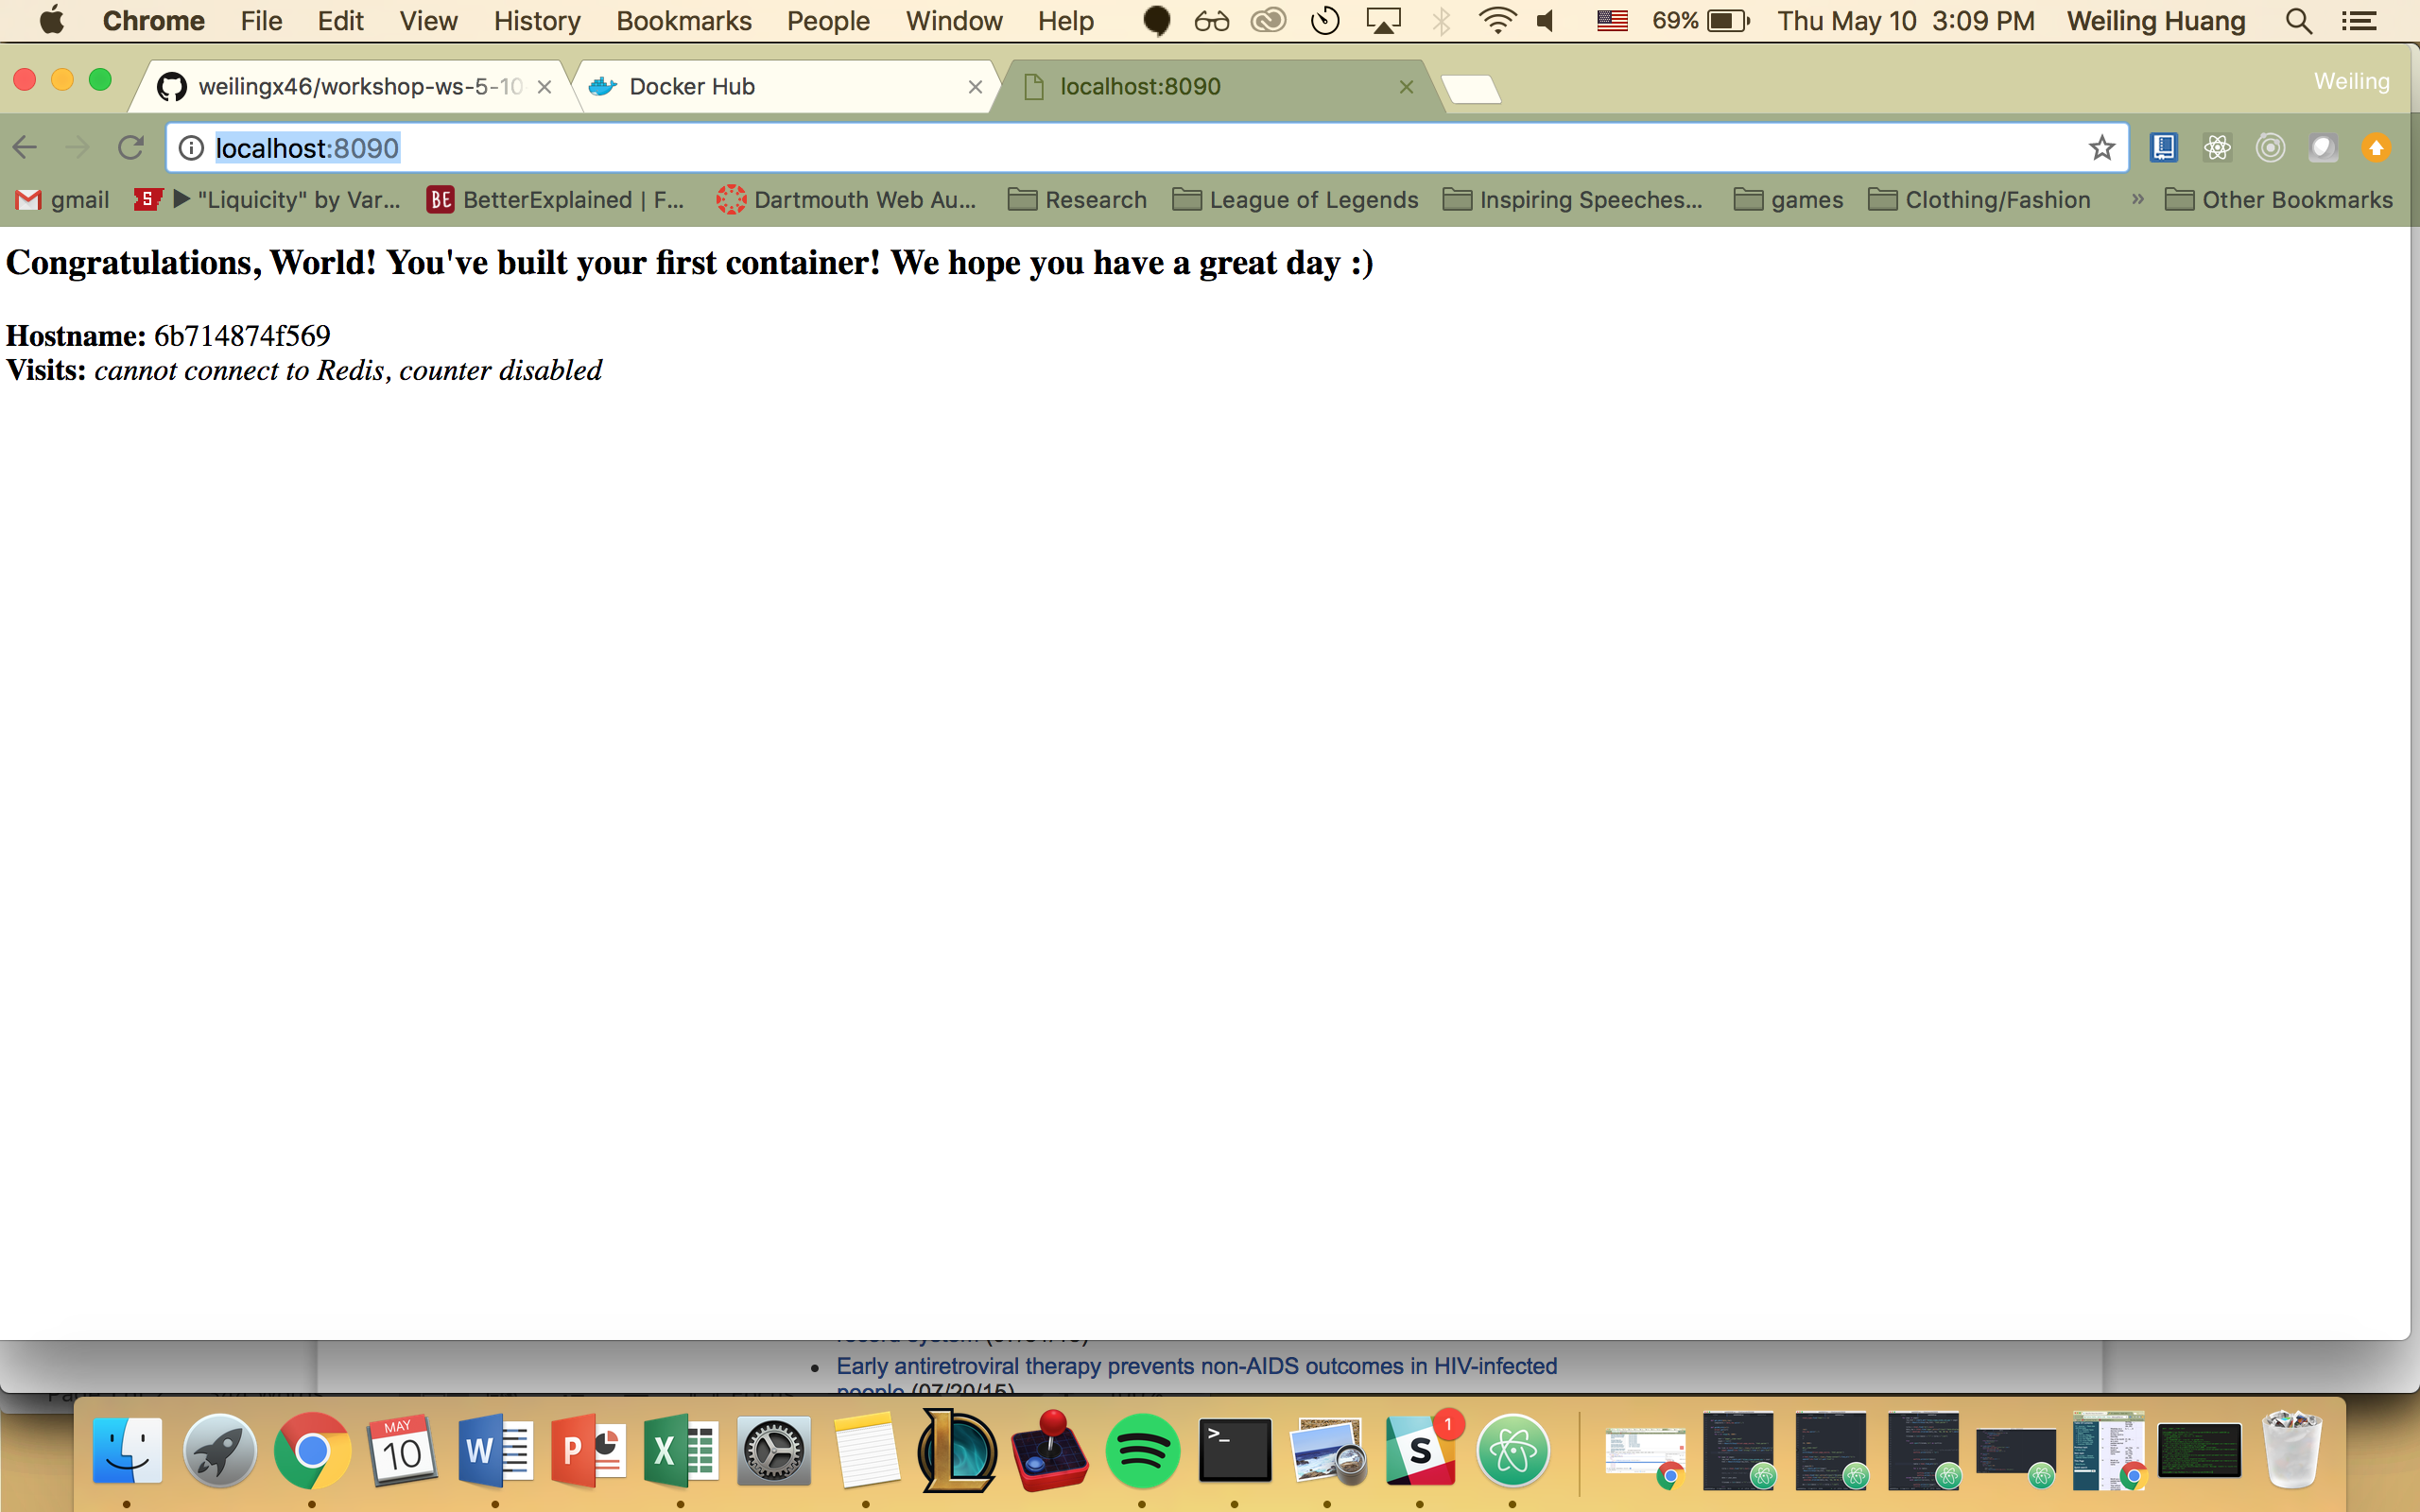 Chrome File Edit View History Bookmarks People Window Help 69% Thu May 10 3:09 PM Weiling Huang
weilingx46/workshop-ws-5-10 Docker Hub localhost:8090 Weiling
localhost:8090
gmail "Liquicity" by Var... BE BetterExplained | F... Dartmouth Web Au... Research League of Legends Inspiring Speeches... games Clothing/Fashion » Other Bookmarks
Congratulations, World! You've built your first container! We hope you have a great day :)
Hostname: 6b714874f569
Visits: cannot connect to Redis, counter disabled
Early antiretroviral therapy prevents non-AIDS outcomes in HIV-infected
people (07/20/15)
MAY
10 W P X >_ S 1